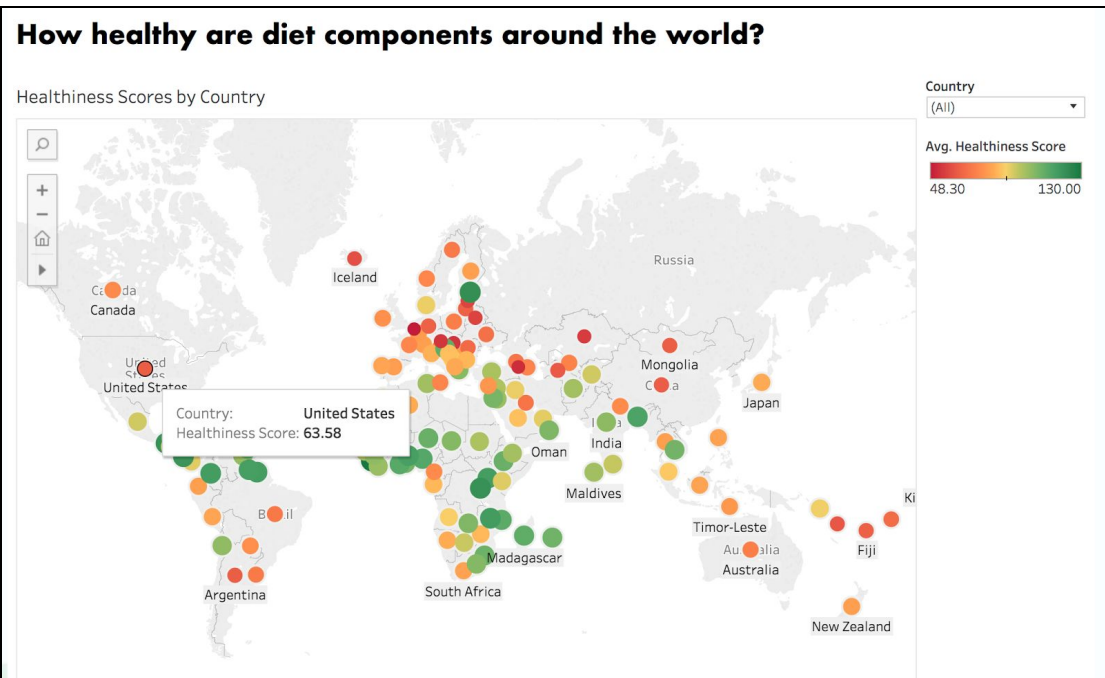 How healthy are diet components around the world?
Healthiness Scores by Country
Country
(All)
Avg. Healthiness Score
48.30 130.00
Iceland
Russia
Canada
United States
Country: United States
Healthiness Score: 63.58
Mongolia
Japan
India
Oman
Maldives
Timor-Leste
Australia
Fiji
Madagascar
South Africa
Argentina
New Zealand
Ki